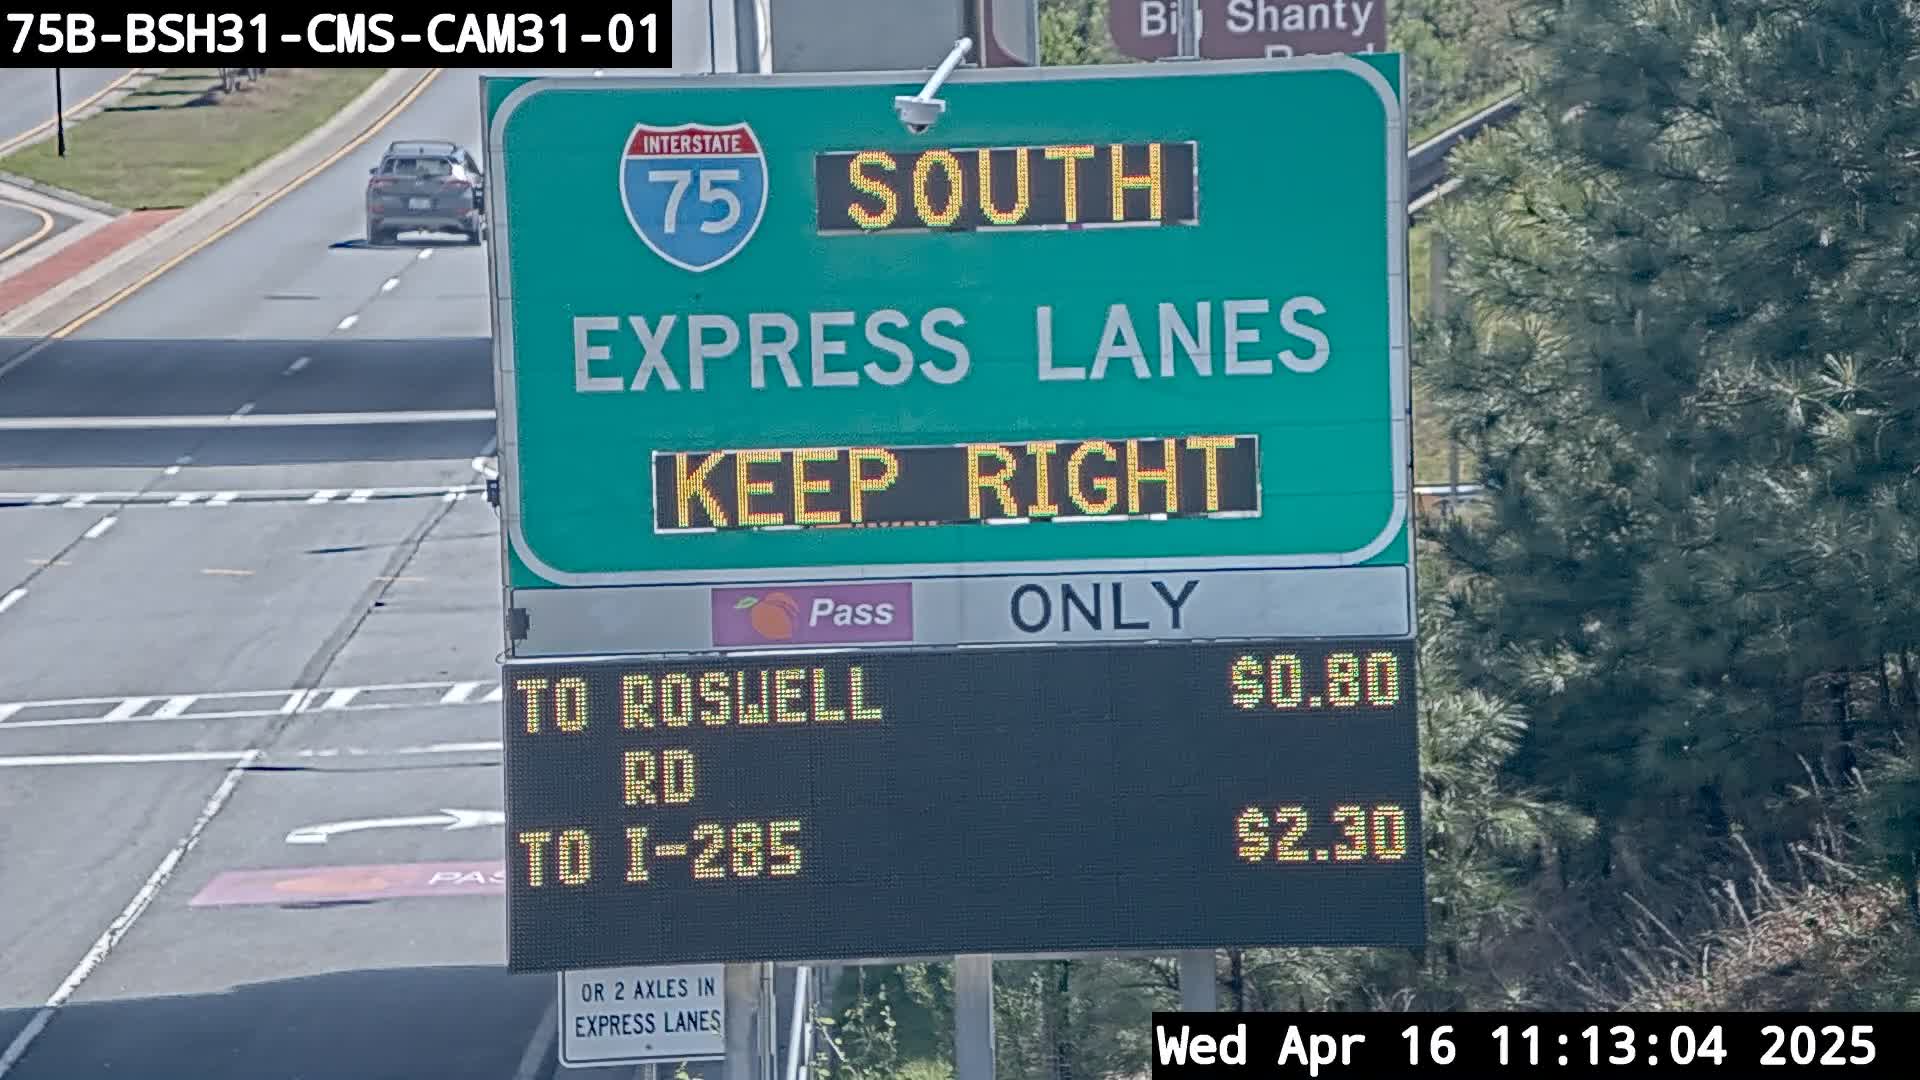 75B-BSH31-CMS-CAM31-01
Big Shanty
Road
INTERSTATE
75
SOUTH
EXPRESS LANES
KEEP RIGHT
Pass ONLY
TO ROSWELL $0.80
RD
TO I-285 $2.30
PAS
OR 2 AXLES IN
EXPRESS LANES
Wed Apr 16 11:13:04 2025